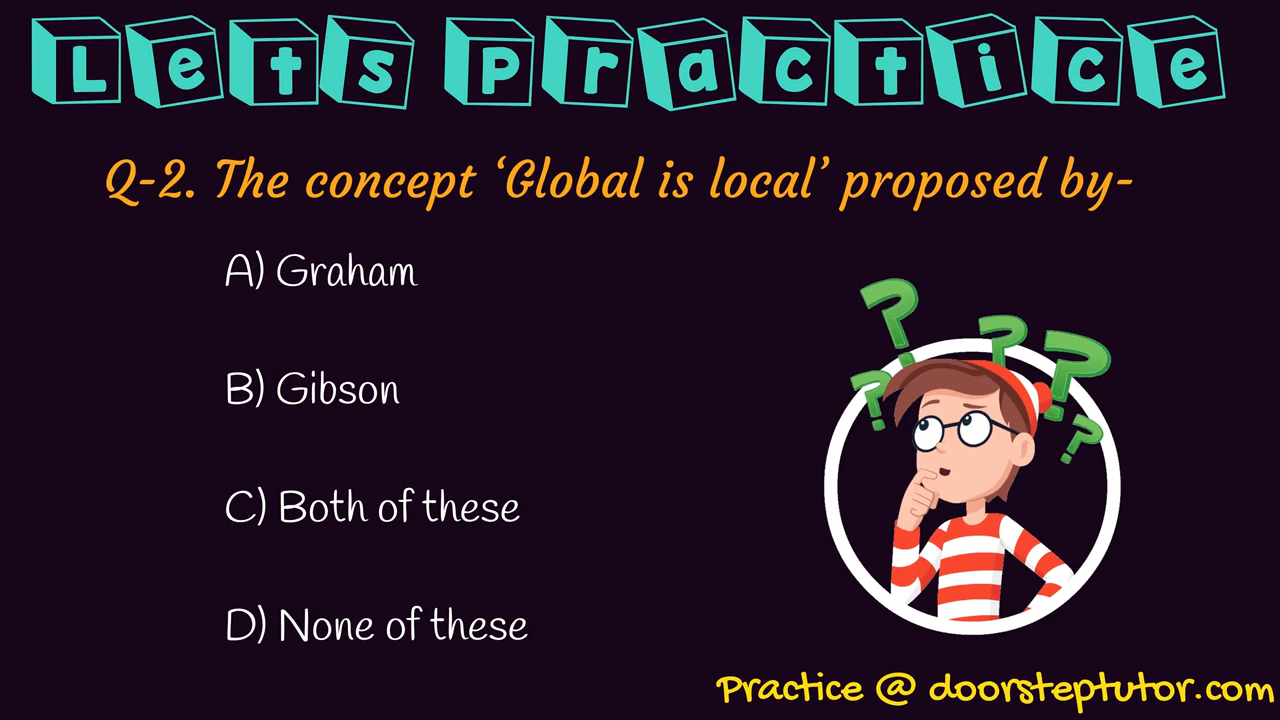 Lets Practice
Q-2. The concept ‘Global is local’ proposed by-
A) Graham
B) Gibson
C) Both of these
D) None of these
Practice @ doorsteptutor.com